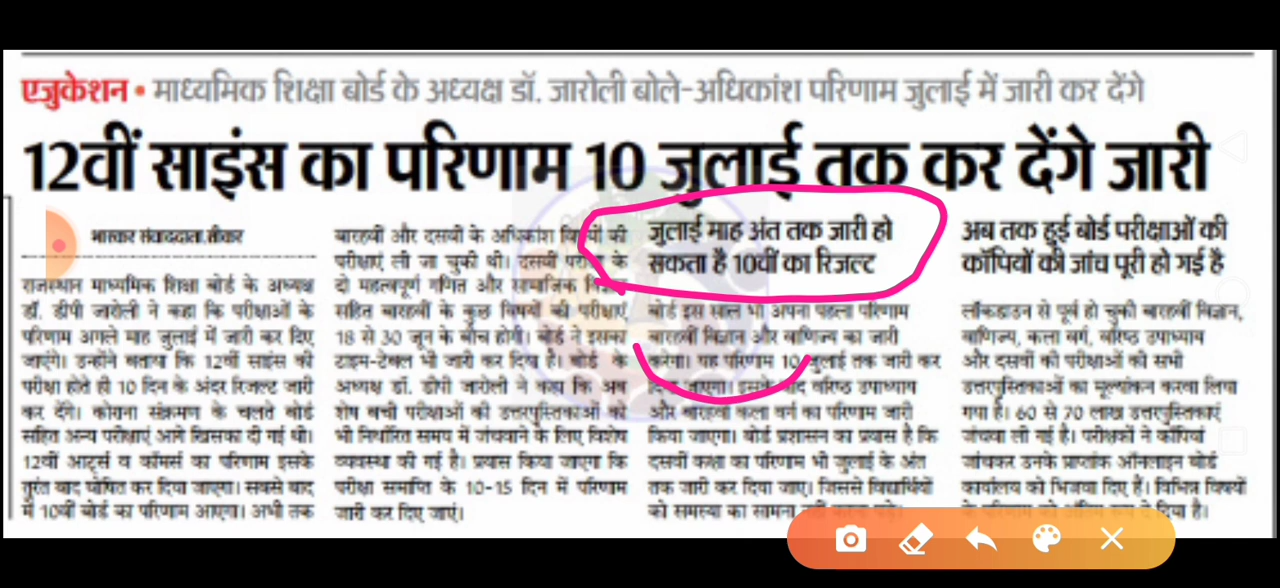 एजुकेशन • माध्यमिक शिक्षा बोर्ड के अध्यक्ष डॉ. जारोली बोले-अधिकांश परिणाम जुलाई में जारी कर देंगे
12वीं साइंस का परिणाम 10 जुलाई तक कर देंगे जारी
भास्कर संवाददाता.सीकर
राजस्थान माध्यमिक शिक्षा बोर्ड के अध्यक्ष
डॉ. डीपी जारोली ने कहा कि परीक्षाओं के
परिणाम अगले माह जुलाई में जारी कर दिए
जाएंगे। उन्होंने बताया कि 12वीं साइंस की
परीक्षा होते ही 10 दिन के अंदर रिजल्ट जारी
कर देंगे। कोराना संक्रमण के चलते बोर्ड
सहित अन्य परीक्षाएं आगे खिसका दी गई थी।
12वीं आर्ट्स व कॉमर्स का परिणाम इसके
तुरंत बाद घोषित कर दिया जाएगा। सबसे बाद
में 10वीं बोर्ड का परिणाम आएगा। अभी तक
बारहवीं और दसवीं के अधिकांश विषयों की
परीक्षाएं ली जा चुकी थी। दसवीं परीक्षा के
दो महत्वपूर्ण गणित और सामाजिक विज्ञान
सहित बारहवीं के कुछ विषयों की परीक्षाएं
18 से 30 जून के बीच होगी। बोर्ड ने इसका
टाइम-टेबल भी जारी कर दिया है। बोर्ड के
अध्यक्ष डॉ. डीपी जारोली ने कहा कि अब
शेष बची परीक्षाओं की उत्तरपुस्तिकाओं को
भी निर्धारित समय में जंचवाने के लिए विशेष
व्यवस्था की गई है। प्रयास किया जाएगा कि
परीक्षा समाप्ति के 10-15 दिन में परिणाम
जारी कर दिए जाएं।
जुलाई माह अंत तक जारी हो
सकता है 10वीं का रिजल्ट
बोर्ड इस साल भी अपना पहला परिणाम
बारहवीं विज्ञान और वाणिज्य का जारी
करेगा। यह परिणाम 10 जुलाई तक जारी कर
दिया जाएगा। इसके बाद वरिष्ठ उपाध्याय
और बारहवीं कला वर्ग का परिणाम जारी
किया जाएगा। बोर्ड प्रशासन का प्रयास है कि
दसवीं कक्षा का परिणाम भी जुलाई के अंत
तक जारी कर दिया जाए। जिससे विद्यार्थियों
को समस्या का सामना
अब तक हुई बोर्ड परीक्षाओं की
कॉपियों की जांच पूरी हो गई है
लॉकडाउन से पूर्व हो चुकी बारहवीं विज्ञान,
वाणिज्य, कला वर्ग, वरिष्ठ उपाध्याय
और दसवीं की परीक्षाओं की सभी
उत्तरपुस्तिकाओं का मूल्यांकन करवा लिया
गया है। 60 से 70 लाख उत्तरपुस्तिकाएं
जंचवा ली गई है। परीक्षकों ने कॉपियां
जांचकर उनके प्राप्तांक ऑनलाइन बोर्ड
कार्यालय को भिजवा दिए हैं। विभिन्न विषयों
दिया है।